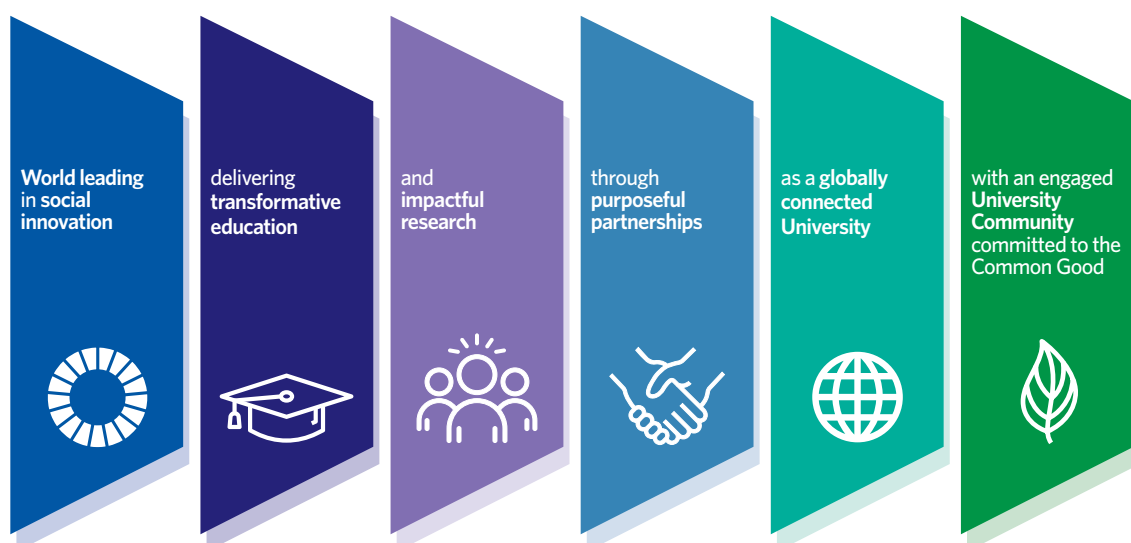 World leading
in social
innovation
delivering
transformative
education
and
impactful
research
through
purposeful
partnerships
as a globally
connected
University
with an engaged
University
Community
committed to the
Common Good